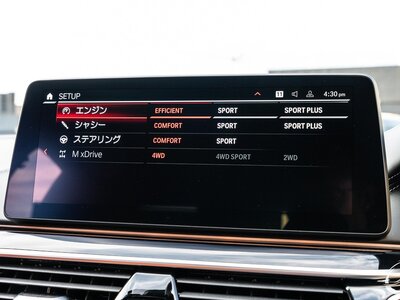 SETUP 11 4:30 pm
エンジン EFFICIENT SPORT SPORT PLUS
シャシー COMFORT SPORT SPORT PLUS
ステアリング COMFORT SPORT
M xDrive 4WD 4WD SPORT 2WD